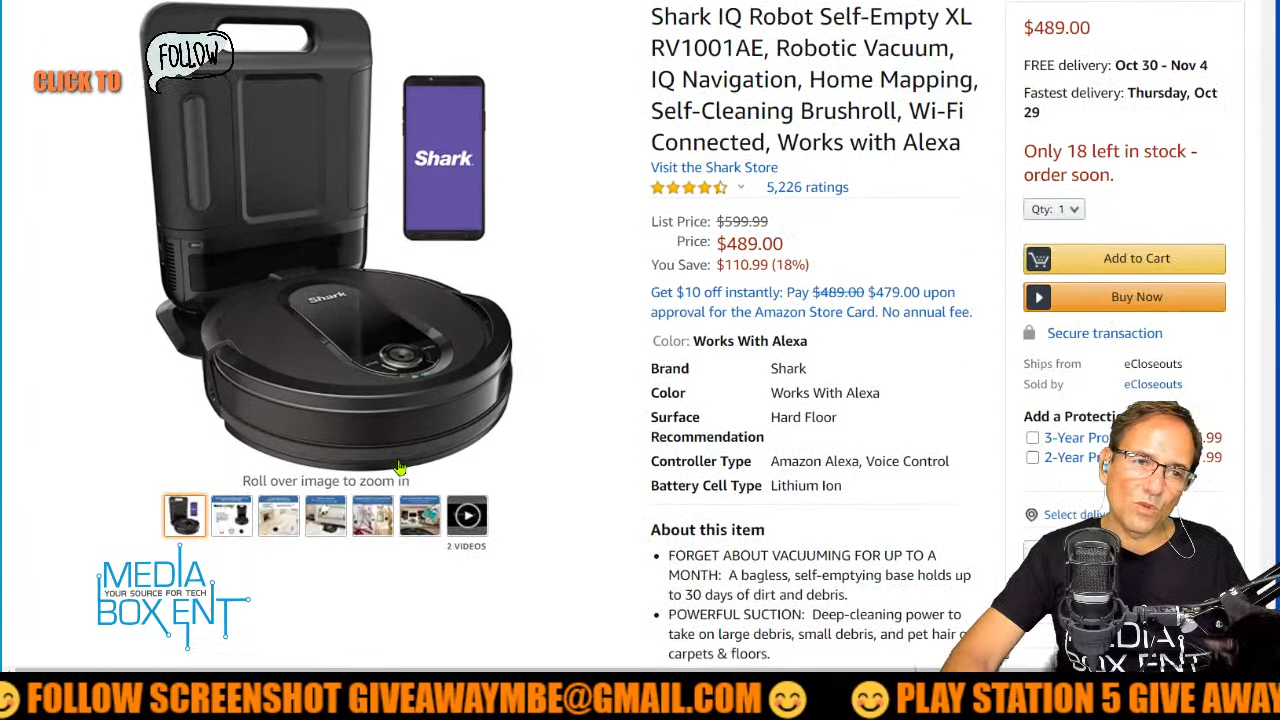 CLICK TO
FOLLOW
Shark
Shark
Roll over image to zoom in
2 VIDEOS
MEDIA
YOUR SOURCE FOR TECH
BOX ENT
Shark IQ Robot Self-Empty XL
RV1001AE, Robotic Vacuum,
IQ Navigation, Home Mapping,
Self-Cleaning Brushroll, Wi-Fi
Connected, Works with Alexa
Visit the Shark Store
5,226 ratings
List Price: $599.99
Price: $489.00
You Save: $110.99 (18%)
Get $10 off instantly: Pay $489.00 $479.00 upon
approval for the Amazon Store Card. No annual fee.
Color: Works With Alexa
Brand Shark
Color Works With Alexa
Surface Hard Floor
Recommendation
Controller Type Amazon Alexa, Voice Control
Battery Cell Type Lithium Ion
About this item
• FORGET ABOUT VACUUMING FOR UP TO A
MONTH: A bagless, self-emptying base holds up
to 30 days of dirt and debris.
• POWERFUL SUCTION: Deep-cleaning power to
take on large debris, small debris, and pet hair o
carpets & floors.
$489.00
FREE delivery: Oct 30 - Nov 4
Fastest delivery: Thursday, Oct
29
Only 18 left in stock -
order soon.
Qty: 1
Add to Cart
Buy Now
Secure transaction
Ships from eCloseouts
Sold by eCloseouts
Add a Protecti
3-Year Pro .99
2-Year P .99
Select deliv
MEDIA
BOX ENT
FOLLOW SCREENSHOT GIVEAWAYMBE@GMAIL.COM 😊 😊 PLAY STATION 5 GIVE AWAY